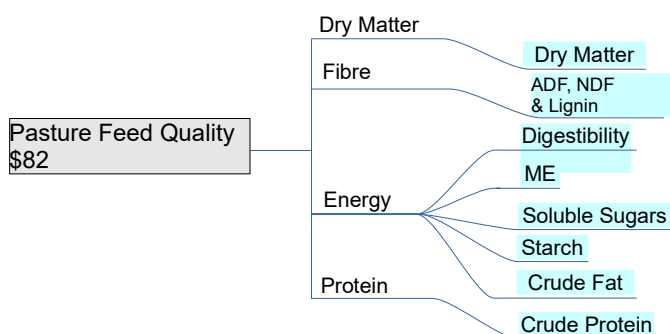 Pasture Feed Quality
$82
Dry Matter
Fibre
Energy
Protein
Dry Matter
ADF, NDF
& Lignin
Digestibility
ME
Soluble Sugars
Starch
Crude Fat
Crude Protein